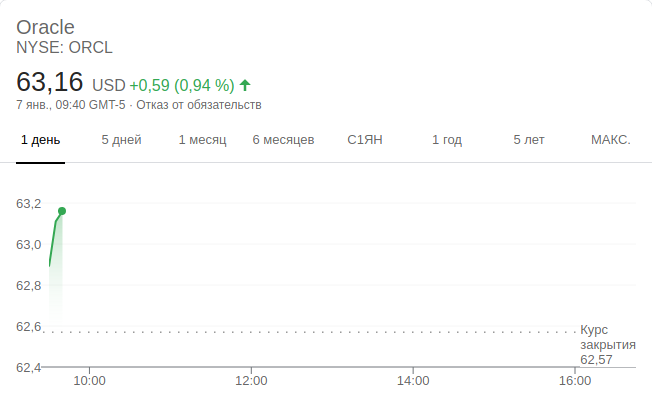 Oracle
NYSE: ORCL
63,16 USD +0,59 (0,94 %)
7 янв., 09:40 GMT-5 · Отказ от обязательств
1 день 5 дней 1 месяц 6 месяцев С1ЯН 1 год 5 лет МАКС.
63,2
63,0
62,8
62,6
Курс
закрытия
62,57
62,4
10:00 12:00 14:00 16:00